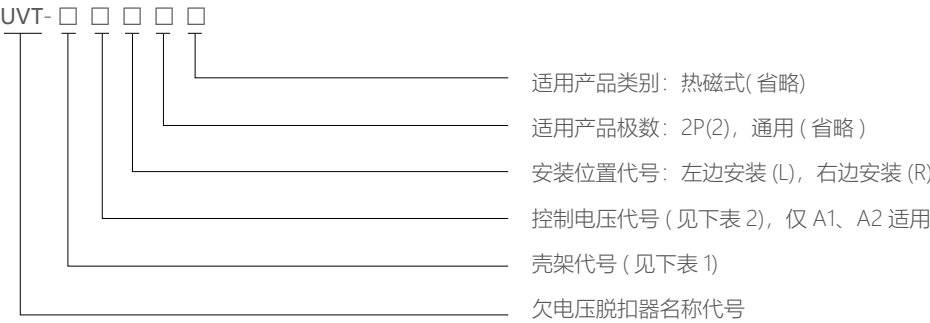 UVT-□ □ □ □ □
适用产品类别：热磁式(省略)
适用产品极数：2P(2)，通用(省略)
安装位置代号：左边安装(L)，右边安装(R)
控制电压代号(见下表2)，仅A1、A2适用
壳架代号(见下表1)
欠电压脱扣器名称代号